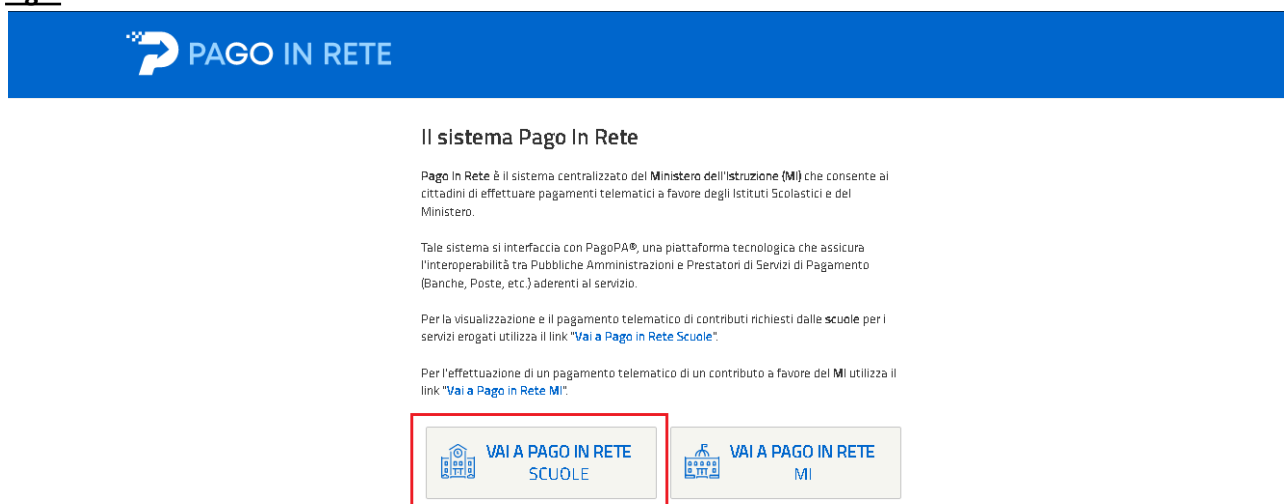 PAGO IN RETE
Il sistema Pago In Rete
Pago In Rete è il sistema centralizzato del Ministero dell'Istruzione (MI) che consente ai
cittadini di effettuare pagamenti telematici a favore degli Istituti Scolastici e del
Ministero.
Tale sistema si interfaccia con PagoPA®, una piattaforma tecnologica che assicura
l'interoperabilità tra Pubbliche Amministrazioni e Prestatori di Servizi di Pagamento
(Banche, Poste, etc.) aderenti al servizio.
Per la visualizzazione e il pagamento telematico di contributi richiesti dalle scuole per i
servizi erogati utilizza il link "Vai a Pago in Rete Scuole".
Per l'effettuazione di un pagamento telematico di un contributo a favore del MI utilizza il
link "Vai a Pago in Rete MI".
VAI A PAGO IN RETE
SCUOLE
VAI A PAGO IN RETE
MI